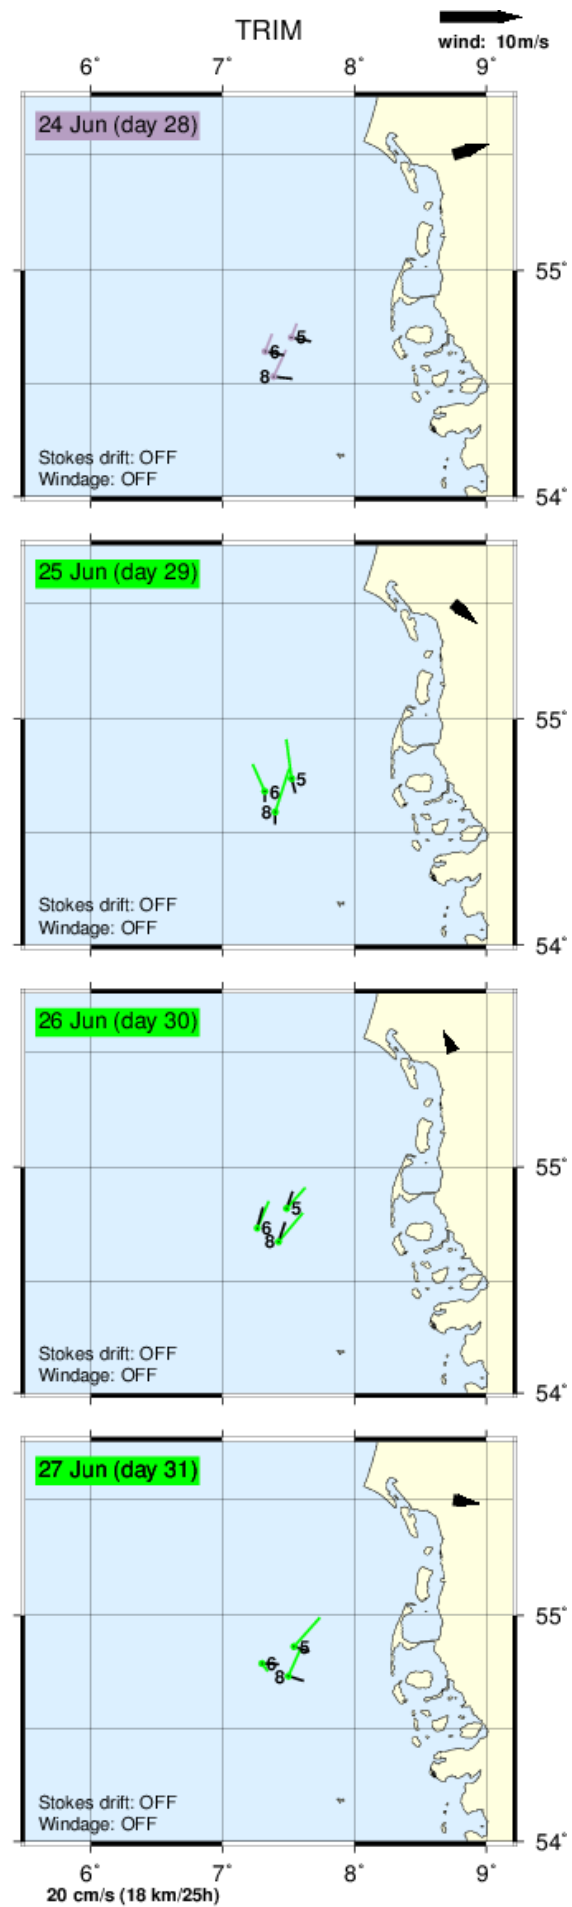 TRIM
wind: 10m/s
6° 7° 8° 9°
24 Jun (day 28)
55°
5
6
8
Stokes drift: OFF
Windage: OFF
54°
25 Jun (day 29)
55°
5
6
8
Stokes drift: OFF
Windage: OFF
54°
26 Jun (day 30)
55°
5
6
8
Stokes drift: OFF
Windage: OFF
54°
27 Jun (day 31)
55°
5
6
8
Stokes drift: OFF
Windage: OFF
54°
6° 7° 8° 9°
20 cm/s (18 km/25h)